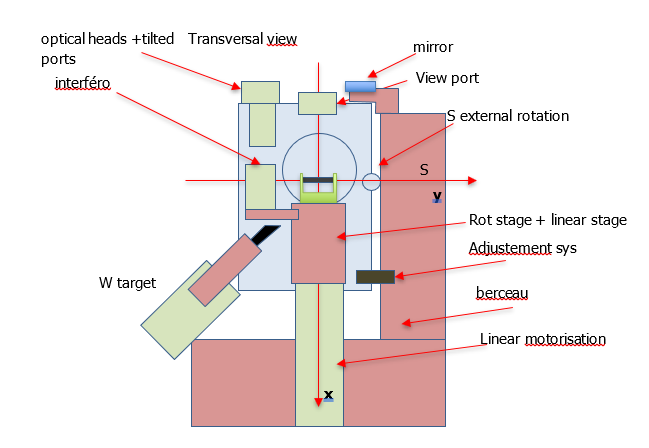 optical heads +tilted
ports
Transversal view
mirror
interféro
View port
S external rotation
S
y
Rot stage + linear stage
Adjustement sys
W target
berceau
Linear motorisation
x